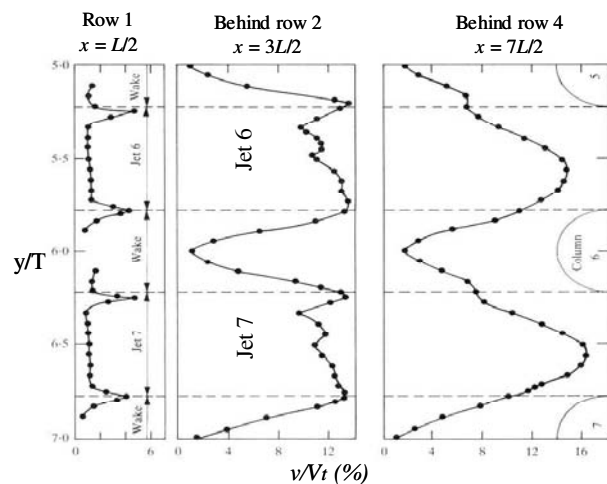 Row 1
x = L/2
Behind row 2
x = 3L/2
Behind row 4
x = 7L/2
y/T
5·0
5·5
6·0
6·5
7·0
Wake
Jet 6
Wake
Wake
Jet 7
Wake
Jet 6
Jet 7
5
Column
6
7
0 2 4 6
0 4 8 12
0 4 8 12 16
v/Vt (%)